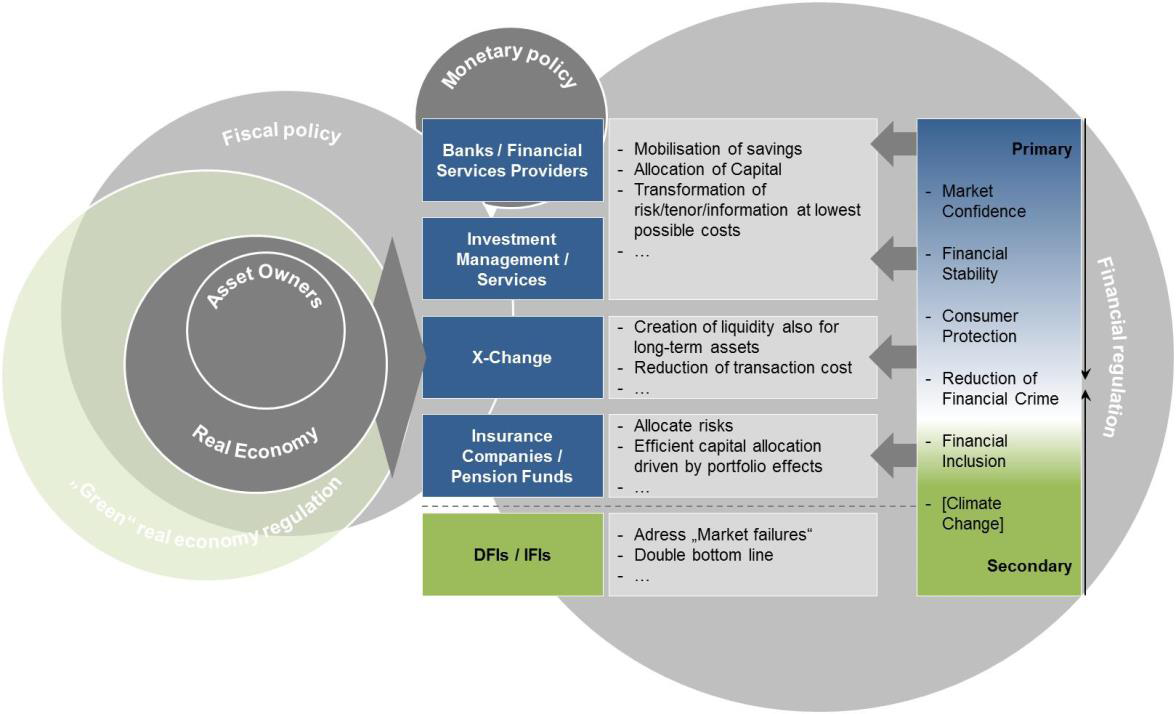 Monetary policy
Fiscal policy
Asset Owners
Real Economy
„Green“ real economy regulation
Banks / Financial
Services Providers
- Mobilisation of savings
- Allocation of Capital
- Transformation of
risk/tenor/information at lowest
possible costs
- …
Investment
Management /
Services
X-Change
- Creation of liquidity also for
long-term assets
- Reduction of transaction cost
- …
Insurance
Companies /
Pension Funds
- Allocate risks
- Efficient capital allocation
driven by portfolio effects
- …
DFIs / IFIs
- Adress „Market failures“
- Double bottom line
- …
Primary
- Market
Confidence
- Financial
Stability
- Consumer
Protection
- Reduction of
Financial Crime
- Financial
Inclusion
- [Climate
Change]
Secondary
Financial regulation